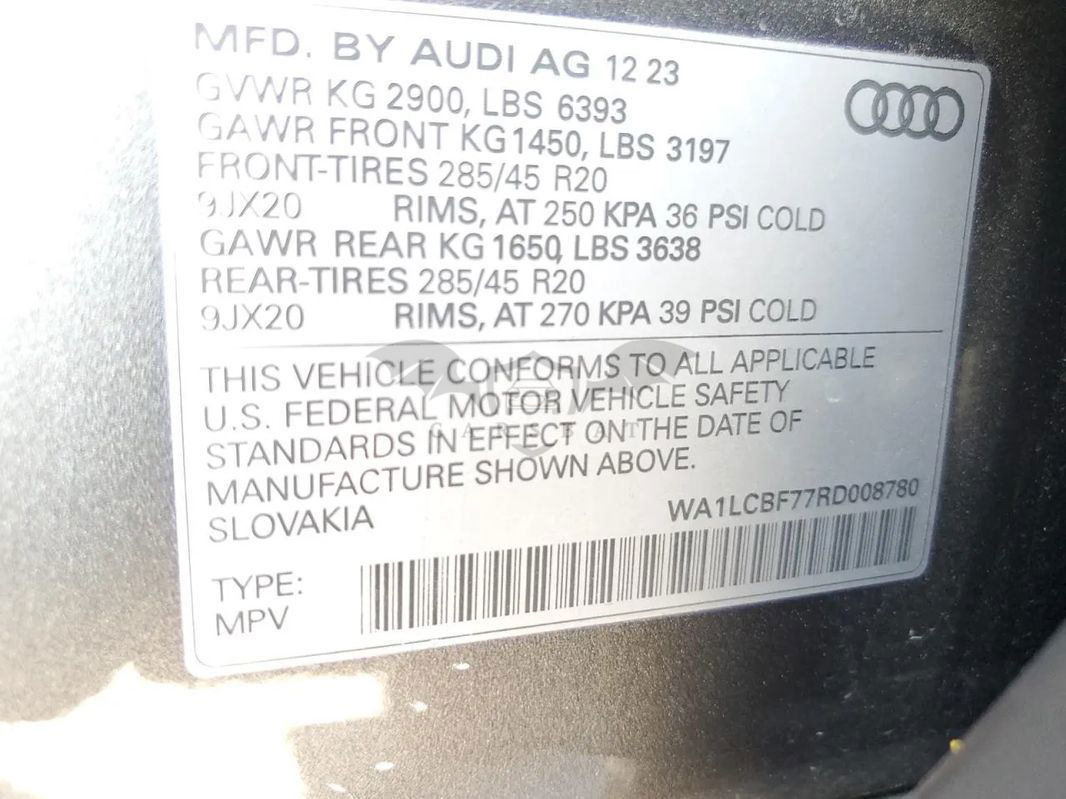 MFD. BY AUDI AG 12 23
GVWR KG 2900, LBS 6393
GAWR FRONT KG1450, LBS 3197
FRONT-TIRES 285/45 R20
9JX20 RIMS, AT 250 KPA 36 PSI COLD
GAWR REAR KG 1650, LBS 3638
REAR-TIRES 285/45 R20
9JX20 RIMS, AT 270 KPA 39 PSI COLD
THIS VEHICLE CONFORMS TO ALL APPLICABLE
U.S. FEDERAL MOTOR VEHICLE SAFETY
STANDARDS IN EFFECT ON THE DATE OF
MANUFACTURE SHOWN ABOVE.
SLOVAKIA WA1LCBF77RD008780
TYPE:
MPV